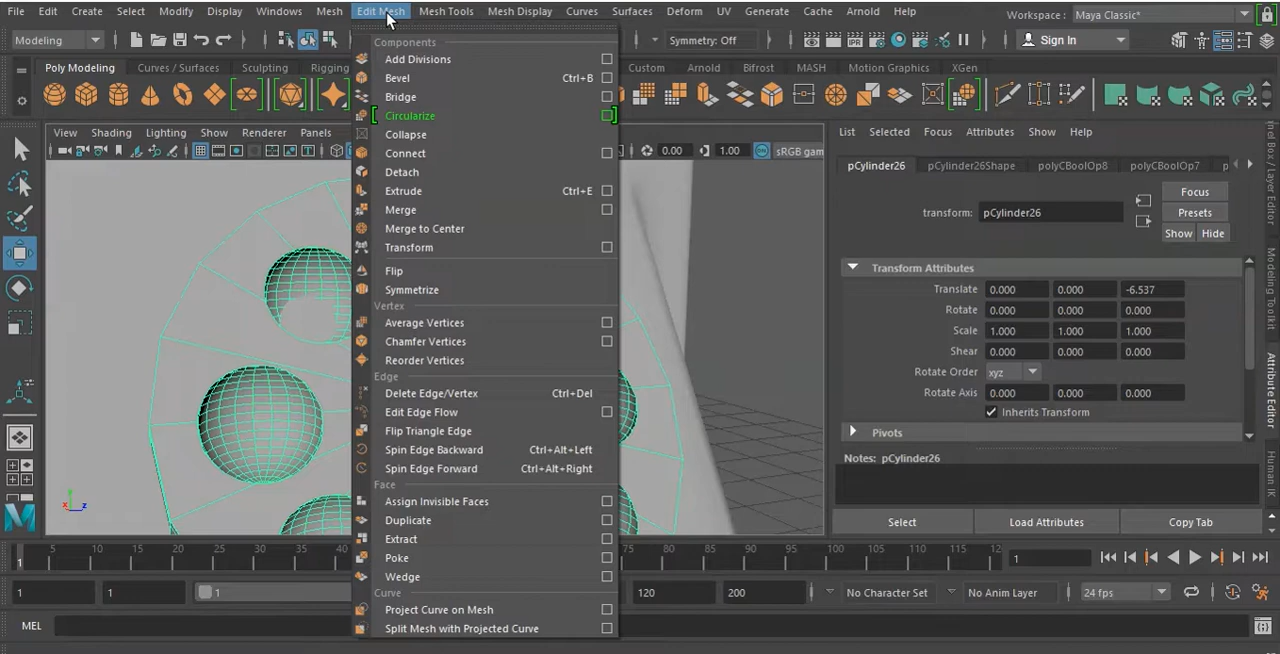 File Edit Create Select Modify Display Windows Mesh Edit Mesh Mesh Tools Mesh Display Curves Surfaces Deform UV Generate Cache Arnold Help Workspace : Maya Classic*
Modeling Symmetry: Off Sign In
Poly Modeling Curves / Surfaces Sculpting Rigging Custom Arnold Bifrost MASH Motion Graphics XGen
View Shading Lighting Show Renderer Panels 0.00 1.00 sRGB gam
Components
Add Divisions
Bevel Ctrl+B
Bridge
Circularize
Collapse
Connect
Detach
Extrude Ctrl+E
Merge
Merge to Center
Transform
Flip
Symmetrize
Vertex
Average Vertices
Chamfer Vertices
Reorder Vertices
Edge
Delete Edge/Vertex Ctrl+Del
Edit Edge Flow
Flip Triangle Edge
Spin Edge Backward Ctrl+Alt+Left
Spin Edge Forward Ctrl+Alt+Right
Face
Assign Invisible Faces
Duplicate
Extract
Poke
Wedge
Curve
Project Curve on Mesh
Split Mesh with Projected Curve
List Selected Focus Attributes Show Help
pCylinder26 pCylinder26Shape polyCBoolOp8 polyCBoolOp7 p
Focus
transform: pCylinder26 Presets
Show Hide
Transform Attributes
Translate 0.000 0.000 -6.537
Rotate 0.000 0.000 0.000
Scale 1.000 1.000 1.000
Shear 0.000 0.000 0.000
Rotate Order xyz
Rotate Axis 0.000 0.000 0.000
Inherits Transform
Pivots
Notes: pCylinder26
Select Load Attributes Copy Tab
Modeling Toolkit
Attribute Editor
Human IK
x z
5 10 15 20 25 30 35 40 75 80 85 90 95 100 105 110 115 12
1 1
1 1 1 120 200 No Character Set No Anim Layer 24 fps
MEL